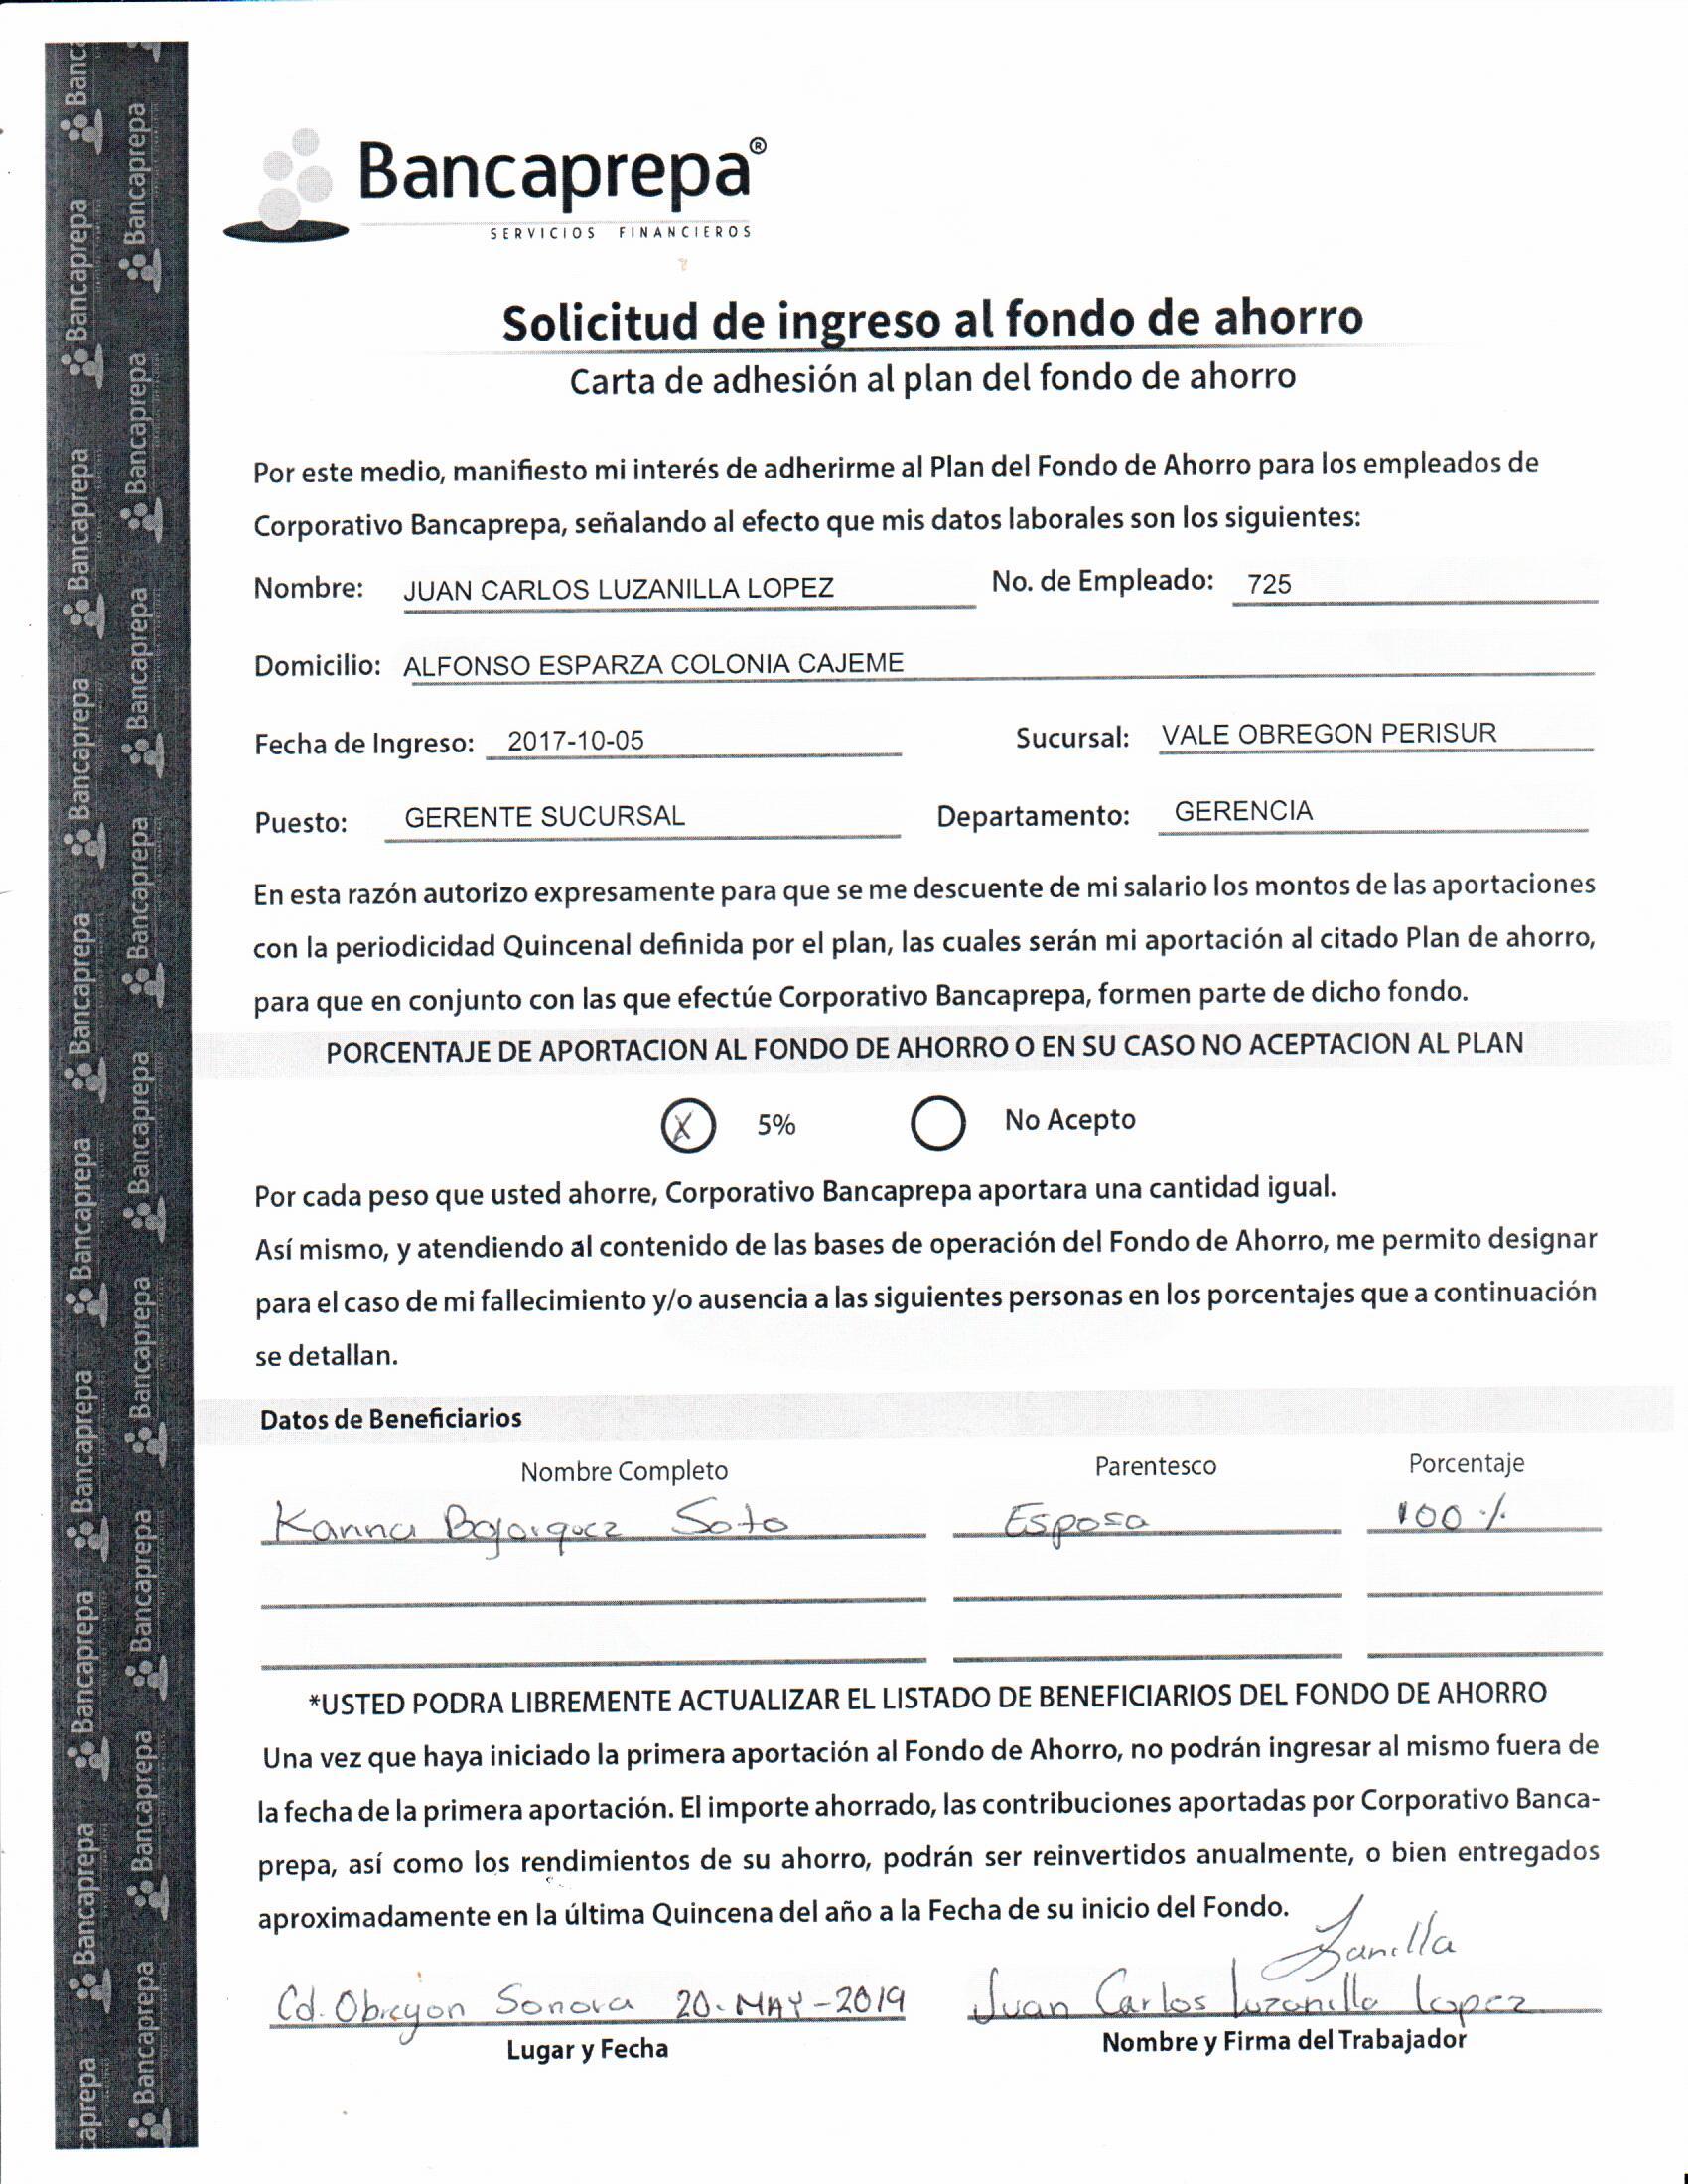 Bancaprepa®
SERVICIOS FINANCIEROS
Solicitud de ingreso al fondo de ahorro
Carta de adhesión al plan del fondo de ahorro
Por este medio, manifiesto mi interés de adherirme al Plan del Fondo de Ahorro para los empleados de
Corporativo Bancaprepa, señalando al efecto que mis datos laborales son los siguientes:
Nombre: JUAN CARLOS LUZANILLA LOPEZ No. de Empleado: 725
Domicilio: ALFONSO ESPARZA COLONIA CAJEME
Fecha de Ingreso: 2017-10-05 Sucursal: VALE OBREGON PERISUR
Puesto: GERENTE SUCURSAL Departamento: GERENCIA
En esta razón autorizo expresamente para que se me descuente de mi salario los montos de las aportaciones
con la periodicidad Quincenal definida por el plan, las cuales serán mi aportación al citado Plan de ahorro,
para que en conjunto con las que efectúe Corporativo Bancaprepa, formen parte de dicho fondo.
PORCENTAJE DE APORTACION AL FONDO DE AHORRO O EN SU CASO NO ACEPTACION AL PLAN
X 5% No Acepto
Por cada peso que usted ahorre, Corporativo Bancaprepa aportara una cantidad igual.
Así mismo, y atendiendo al contenido de las bases de operación del Fondo de Ahorro, me permito designar
para el caso de mi fallecimiento y/o ausencia a las siguientes personas en los porcentajes que a continuación
se detallan.
Datos de Beneficiarios
Nombre Completo Parentesco Porcentaje
Karina Bojorquez Soto Esposa 100 %
*USTED PODRA LIBREMENTE ACTUALIZAR EL LISTADO DE BENEFICIARIOS DEL FONDO DE AHORRO
Una vez que haya iniciado la primera aportación al Fondo de Ahorro, no podrán ingresar al mismo fuera de
la fecha de la primera aportación. El importe ahorrado, las contribuciones aportadas por Corporativo Banca-
prepa, así como los rendimientos de su ahorro, podrán ser reinvertidos anualmente, o bien entregados
aproximadamente en la última Quincena del año a la Fecha de su inicio del Fondo.
Cd. Obregon Sonora 20-MAY-2019 Juan Carlos Luzanilla Lopez
Lugar y Fecha Nombre y Firma del Trabajador